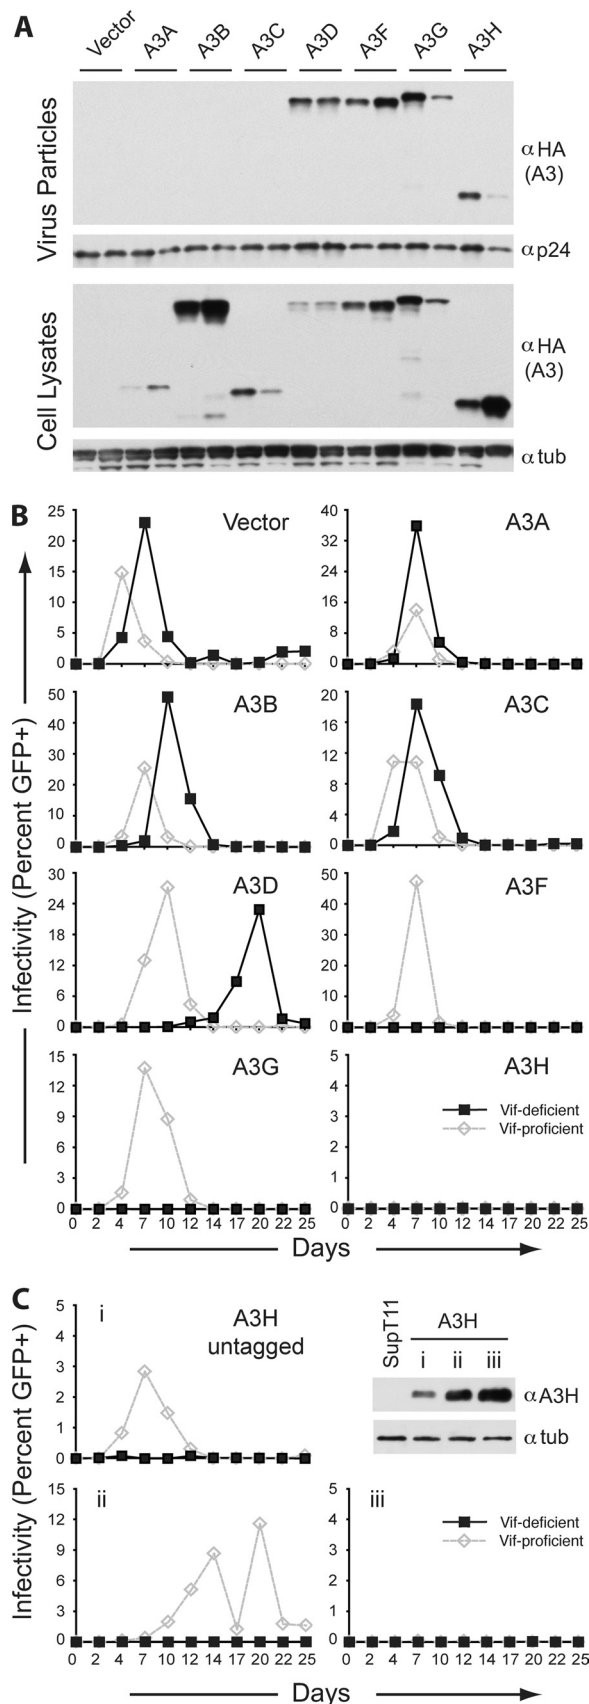 A
Vector A3A A3B A3C A3D A3F A3G A3H
Virus Particles
α HA
(A3)
α p24
Cell Lysates
α HA
(A3)
α tub
B
Infectivity (Percent GFP+)
Vector
25
20
15
10
5
0
A3A
40
32
24
16
8
0
A3B
50
40
30
20
10
0
A3C
20
16
12
8
4
0
A3D
30
24
18
12
6
0
A3F
50
40
30
20
10
0
A3G
15
12
9
6
3
0
A3H
5
4
3
2
1
0
Vif-deficient
Vif-proficient
0 2 4 7 10 12 14 17 20 22 25
0 2 4 7 10 12 14 17 20 22 25
Days
C
Infectivity (Percent GFP+)
i
A3H
untagged
5
4
3
2
1
0
SupT11
A3H
i ii iii
α A3H
α tub
ii
15
12
9
6
3
0
iii
5
4
3
2
1
0
Vif-deficient
Vif-proficient
0 2 4 7 10 12 14 17 20 22 25
0 2 4 7 10 12 14 17 20 22 25
Days